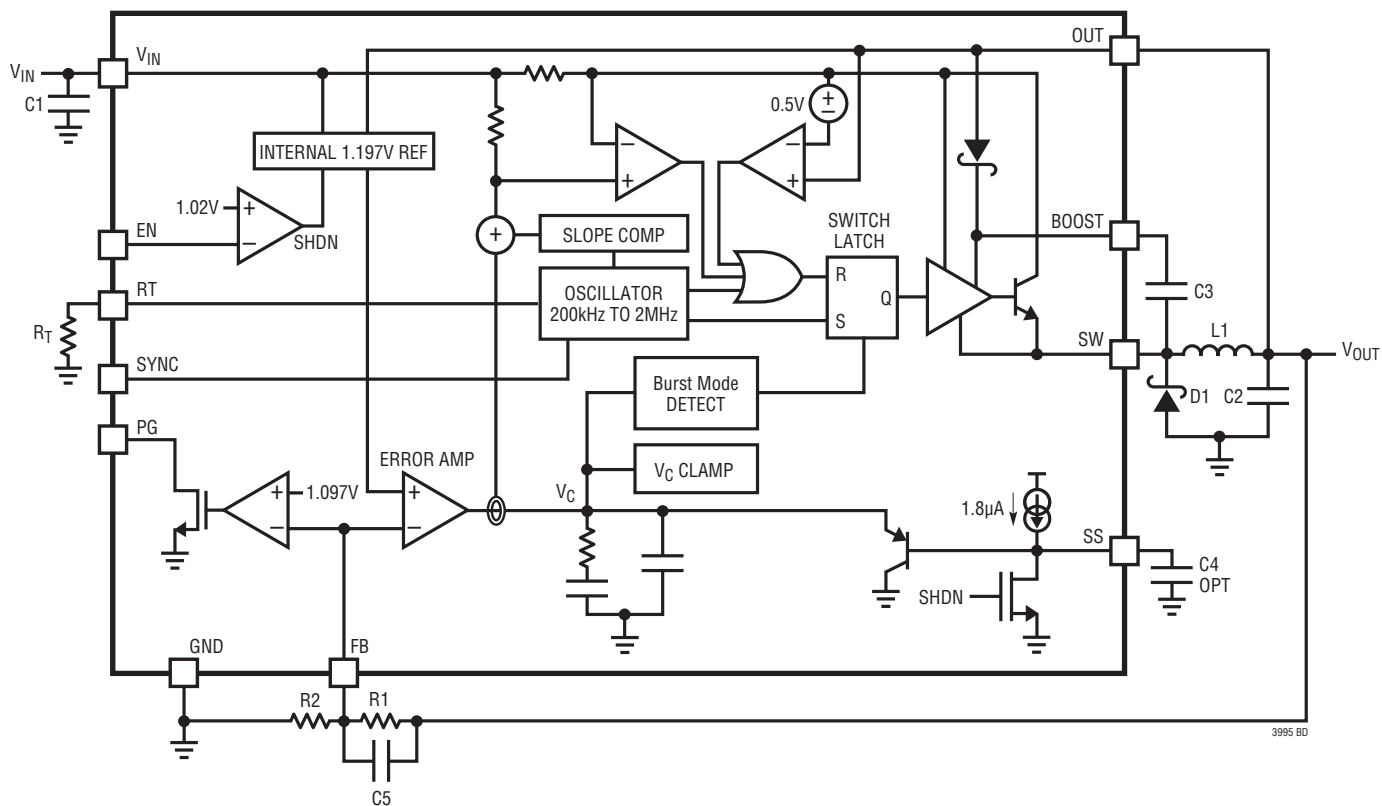 OUT
VIN
VIN
C1
0.5V
+
−
INTERNAL 1.197V REF
−
+
−
+
1.02V
+
−
SHDN
EN
+
SLOPE COMP
SWITCH
LATCH
BOOST
RT
OSCILLATOR
200kHz TO 2MHz
R
Q
S
C3
RT
SW
L1
VOUT
SYNC
Burst Mode
DETECT
D1
C2
PG
ERROR AMP
VC CLAMP
+
1.097V
−
+
−
VC
1.8µA
SS
C4
OPT
SHDN
GND
FB
R2
R1
C5
3995 BD